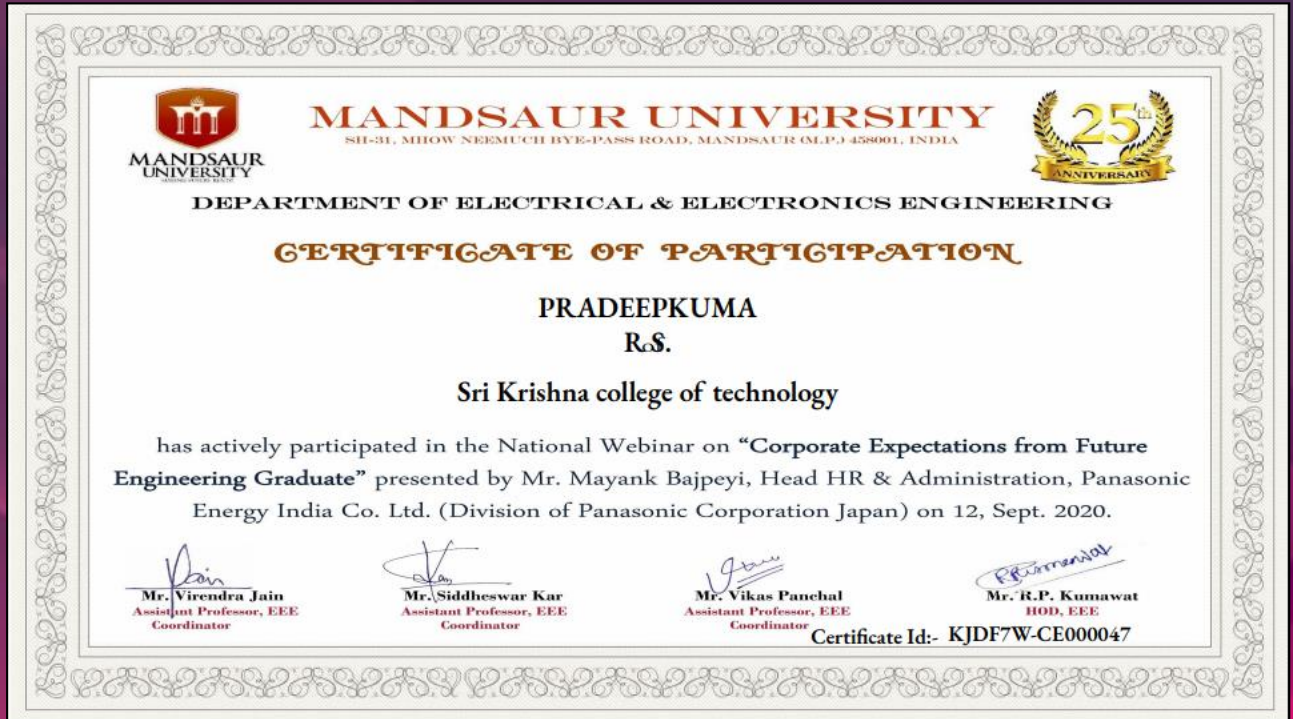 MANDSAUR UNIVERSITY
SH-31, MHOW NEEMUCH BYE-PASS ROAD, MANDSAUR (M.P.) 458001, INDIA
MANDSAUR
UNIVERSITY
25th
ANNIVERSARY
DEPARTMENT OF ELECTRICAL & ELECTRONICS ENGINEERING
CERTIFICATE OF PARTICIPATION
PRADEEPKUMA
R S.
Sri Krishna college of technology
has actively participated in the National Webinar on “Corporate Expectations from Future
Engineering Graduate” presented by Mr. Mayank Bajpeyi, Head HR & Administration, Panasonic
Energy India Co. Ltd. (Division of Panasonic Corporation Japan) on 12, Sept. 2020.
Mr. Virendra Jain
Assistant Professor, EEE
Coordinator
Mr. Siddheswar Kar
Assistant Professor, EEE
Coordinator
Mr. Vikas Panchal
Assistant Professor, EEE
Coordinator
Mr. R.P. Kumawat
HOD, EEE
Certificate Id:- KJDF7W-CE000047